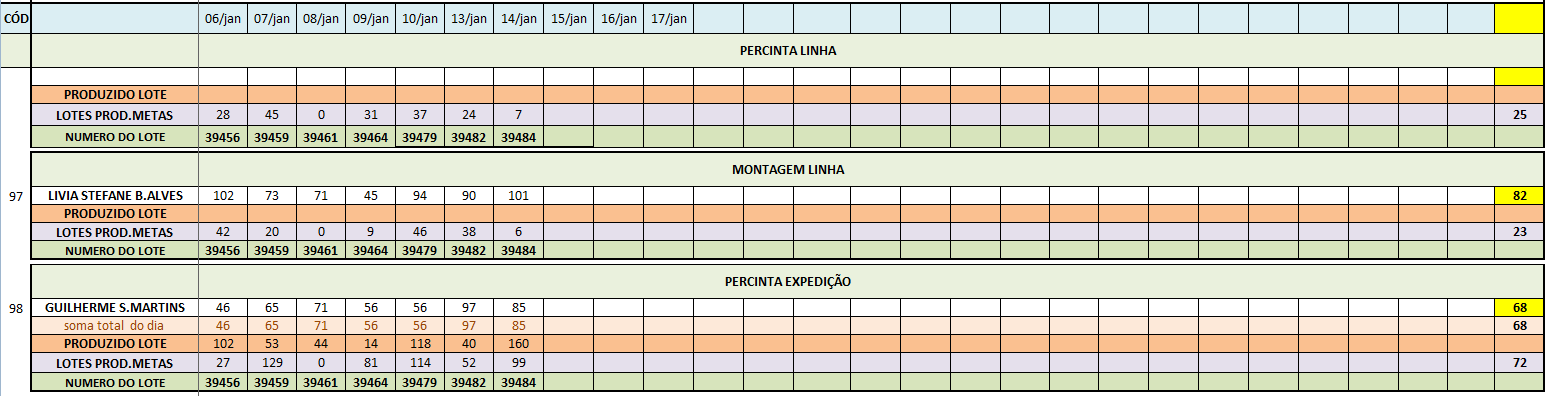 CÓD 06/jan 07/jan 08/jan 09/jan 10/jan 13/jan 14/jan 15/jan 16/jan 17/jan
PERCINTA LINHA
PRODUZIDO LOTE
LOTES PROD.METAS 28 45 0 31 37 24 7 25
NUMERO DO LOTE 39456 39459 39461 39464 39479 39482 39484
MONTAGEM LINHA
97 LIVIA STEFANE B.ALVES 102 73 71 45 94 90 101 82
PRODUZIDO LOTE
LOTES PROD.METAS 42 20 0 9 46 38 6 23
NUMERO DO LOTE 39456 39459 39461 39464 39479 39482 39484
PERCINTA EXPEDIÇÃO
98 GUILHERME S.MARTINS 46 65 71 56 56 97 85 68
soma total do dia 46 65 71 56 56 97 85 68
PRODUZIDO LOTE 102 53 44 14 118 40 160
LOTES PROD.METAS 27 129 0 81 114 52 99 72
NUMERO DO LOTE 39456 39459 39461 39464 39479 39482 39484